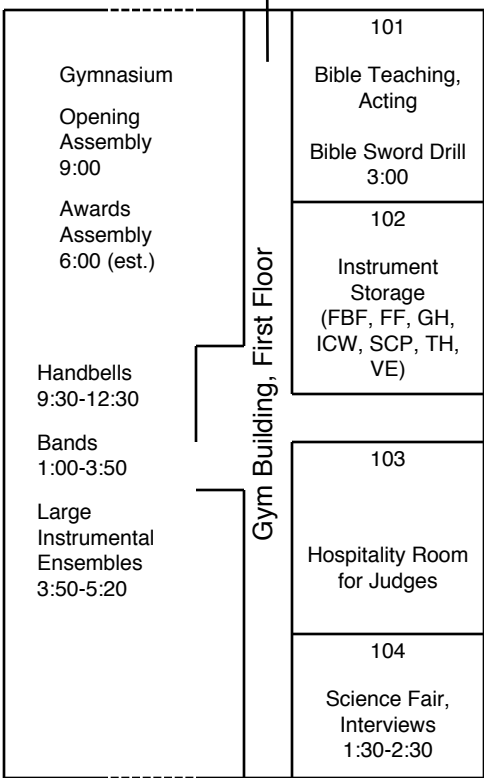 Gymnasium
Opening
Assembly
9:00
Awards
Assembly
6:00 (est.)
Handbells
9:30-12:30
Bands
1:00-3:50
Large
Instrumental
Ensembles
3:50-5:20
Gym Building, First Floor
101
Bible Teaching,
Acting
Bible Sword Drill
3:00
102
Instrument
Storage
(FBF, FF, GH,
ICW, SCP, TH,
VE)
103
Hospitality Room
for Judges
104
Science Fair,
Interviews
1:30-2:30